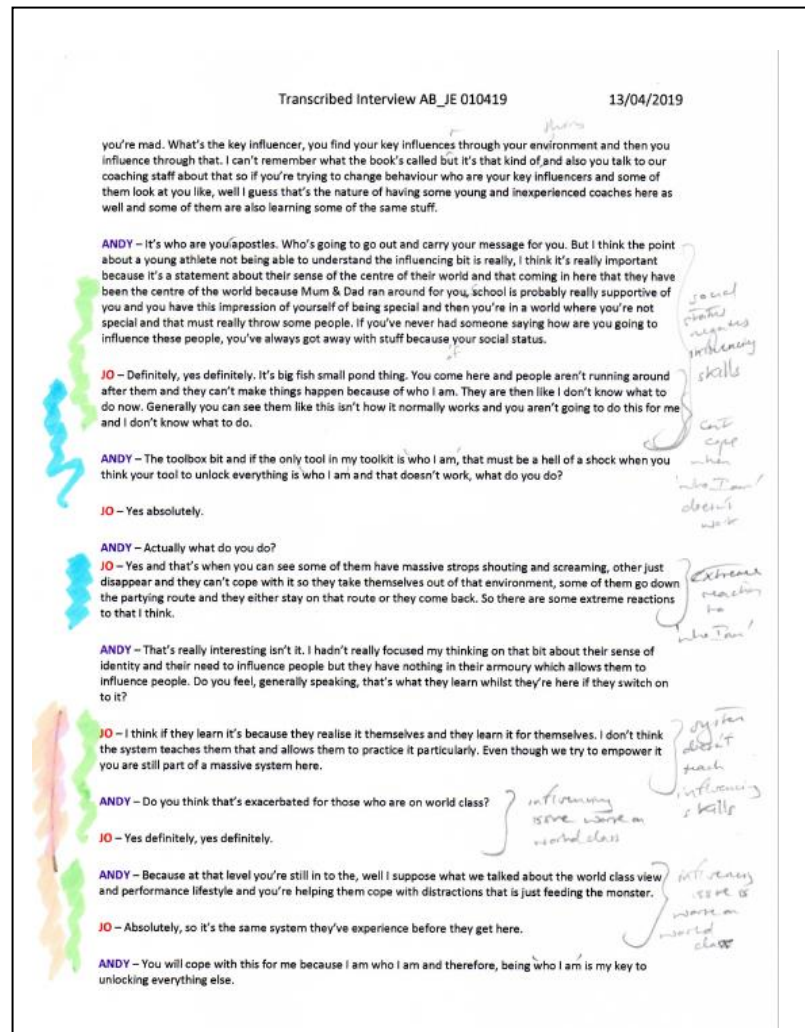 Transcribed Interview AB_JE 010419 13/04/2019
you're mad. What's the key influencer, you find your key influences through your environment and then you
influence through that. I can't remember what the book's called but it's that kind of and also you talk to our
coaching staff about that so if you're trying to change behaviour who are your key influencers and some of
them look at you like, well I guess that's the nature of having some young and inexperienced coaches here as
well and some of them are also learning some of the same stuff.
ANDY – It's who are you apostles. Who's going to go out and carry your message for you. But I think the point
about a young athlete not being able to understand the influencing bit is really, I think it's really important
because it's a statement about their sense of the centre of their world and that coming in here that they have
been the centre of the world because Mum & Dad ran around for you, school is probably really supportive of
you and you have this impression of yourself of being special and then you're in a world where you're not
special and that must really throw some people. If you've never had someone saying how are you going to
influence these people, you've always got away with stuff because your social status.
of
social
status
negates
influencing
skills
JO – Definitely, yes definitely. It's big fish small pond thing. You come here and people aren't running around
after them and they can't make things happen because of who I am. They are then like I don't know what to
do now. Generally you can see them like this isn't how it normally works and you aren't going to do this for me
and I don't know what to do.
ANDY – The toolbox bit and if the only tool in my toolkit is 'who I am', that must be a hell of a shock when you
think your tool to unlock everything is 'who I am' and that doesn't work, what do you do?
can't
cope
when
'who I am'
doesn't
work
JO – Yes absolutely.
ANDY – Actually what do you do?
JO – Yes and that's when you can see some of them have massive strops shouting and screaming, other just
disappear and they can't cope with it so they take themselves out of that environment, some of them go down
the partying route and they either stay on that route or they come back. So there are some extreme reactions
to that I think.
Extreme
reaction
to
'who I am'
ANDY – That's really interesting isn't it. I hadn't really focused my thinking on that bit about their sense of
identity and their need to influence people but they have nothing in their armoury which allows them to
influence people. Do you feel, generally speaking, that's what they learn whilst they're here if they switch on
to it?
JO – I think if they learn it's because they realise it themselves and they learn it for themselves. I don't think
the system teaches them that and allows them to practice it particularly. Even though we try to empower it
you are still part of a massive system here.
system
doesn't
teach
influencing
skills
ANDY – Do you think that's exacerbated for those who are on world class?
JO – Yes definitely, yes definitely.
influencing
issue worse on
world class
ANDY – Because at that level you're still in to the, well I suppose what we talked about the world class view
and performance lifestyle and you're helping them cope with distractions that is just feeding the monster.
JO – Absolutely, so it's the same system they've experience before they get here.
influencing
issue is
worse on
world
class
ANDY – You will cope with this for me because I am who I am and therefore, being 'who I am' is my key to
unlocking everything else.